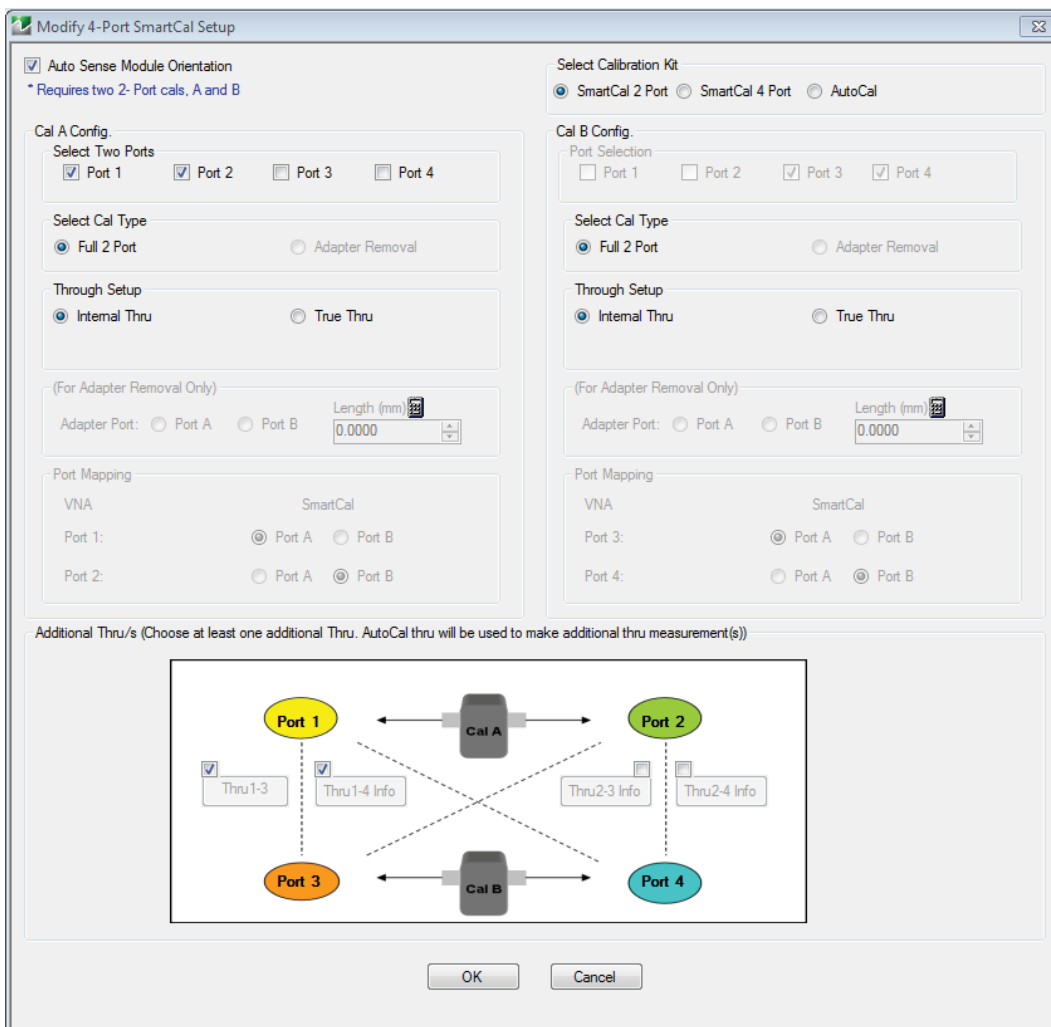 Modify 4-Port SmartCal Setup
Auto Sense Module Orientation
* Requires two 2- Port cals, A and B
Select Calibration Kit
SmartCal 2 Port SmartCal 4 Port AutoCal
Cal A Config.
Select Two Ports
Port 1 Port 2 Port 3 Port 4
Select Cal Type
Full 2 Port Adapter Removal
Through Setup
Internal Thru True Thru
(For Adapter Removal Only)
Length (mm)
Adapter Port: Port A Port B 0.0000
Port Mapping
VNA SmartCal
Port 1: Port A Port B
Port 2: Port A Port B
Cal B Config.
Port Selection
Port 1 Port 2 Port 3 Port 4
Select Cal Type
Full 2 Port Adapter Removal
Through Setup
Internal Thru True Thru
(For Adapter Removal Only)
Length (mm)
Adapter Port: Port A Port B 0.0000
Port Mapping
VNA SmartCal
Port 3: Port A Port B
Port 4: Port A Port B
Additional Thru/s (Choose at least one additional Thru. AutoCal thru will be used to make additional thru measurement(s))
Port 1 Cal A Port 2
Thru1-3 Thru1-4 Info Thru2-3 Info Thru2-4 Info
Port 3 Cal B Port 4
OK Cancel